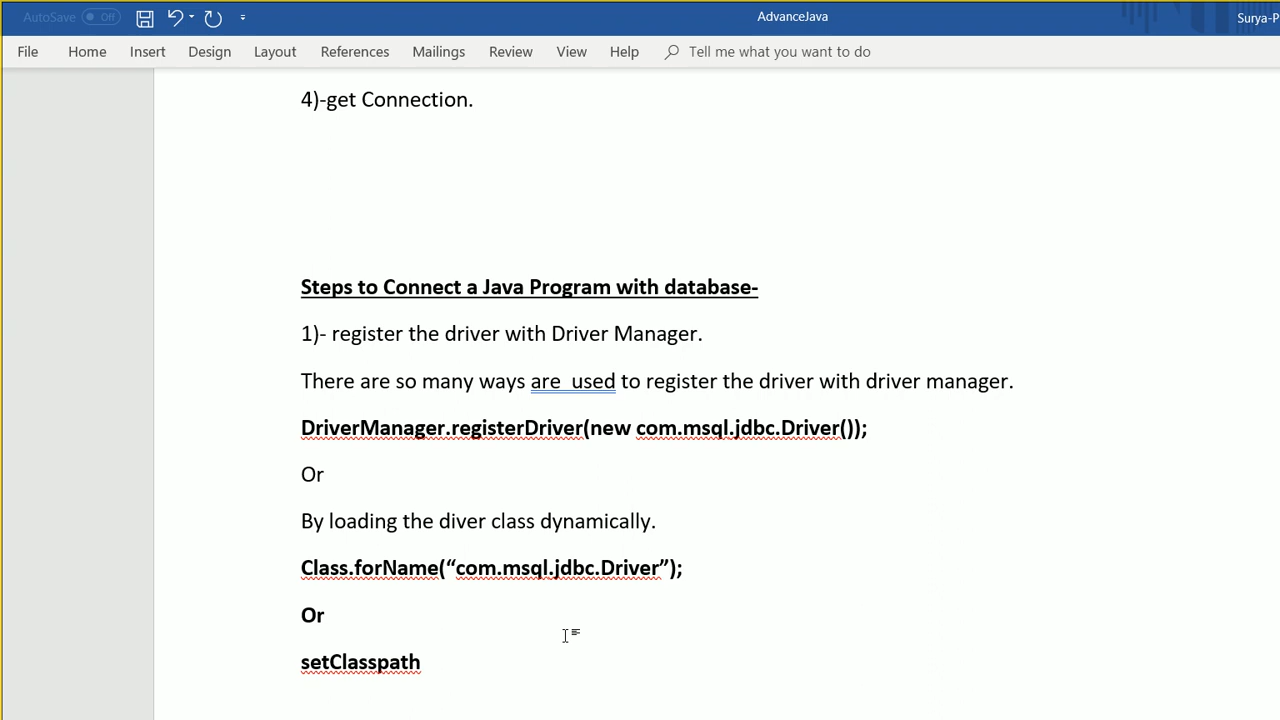 AutoSave Off AdvanceJava Surya-P
File Home Insert Design Layout References Mailings Review View Help Tell me what you want to do
4)-get Connection.
Steps to Connect a Java Program with database-
1)- register the driver with Driver Manager.
There are so many ways are  used to register the driver with driver manager.
DriverManager.registerDriver(new com.msql.jdbc.Driver());
Or
By loading the diver class dynamically.
Class.forName(“com.msql.jdbc.Driver”);
Or
setClasspath